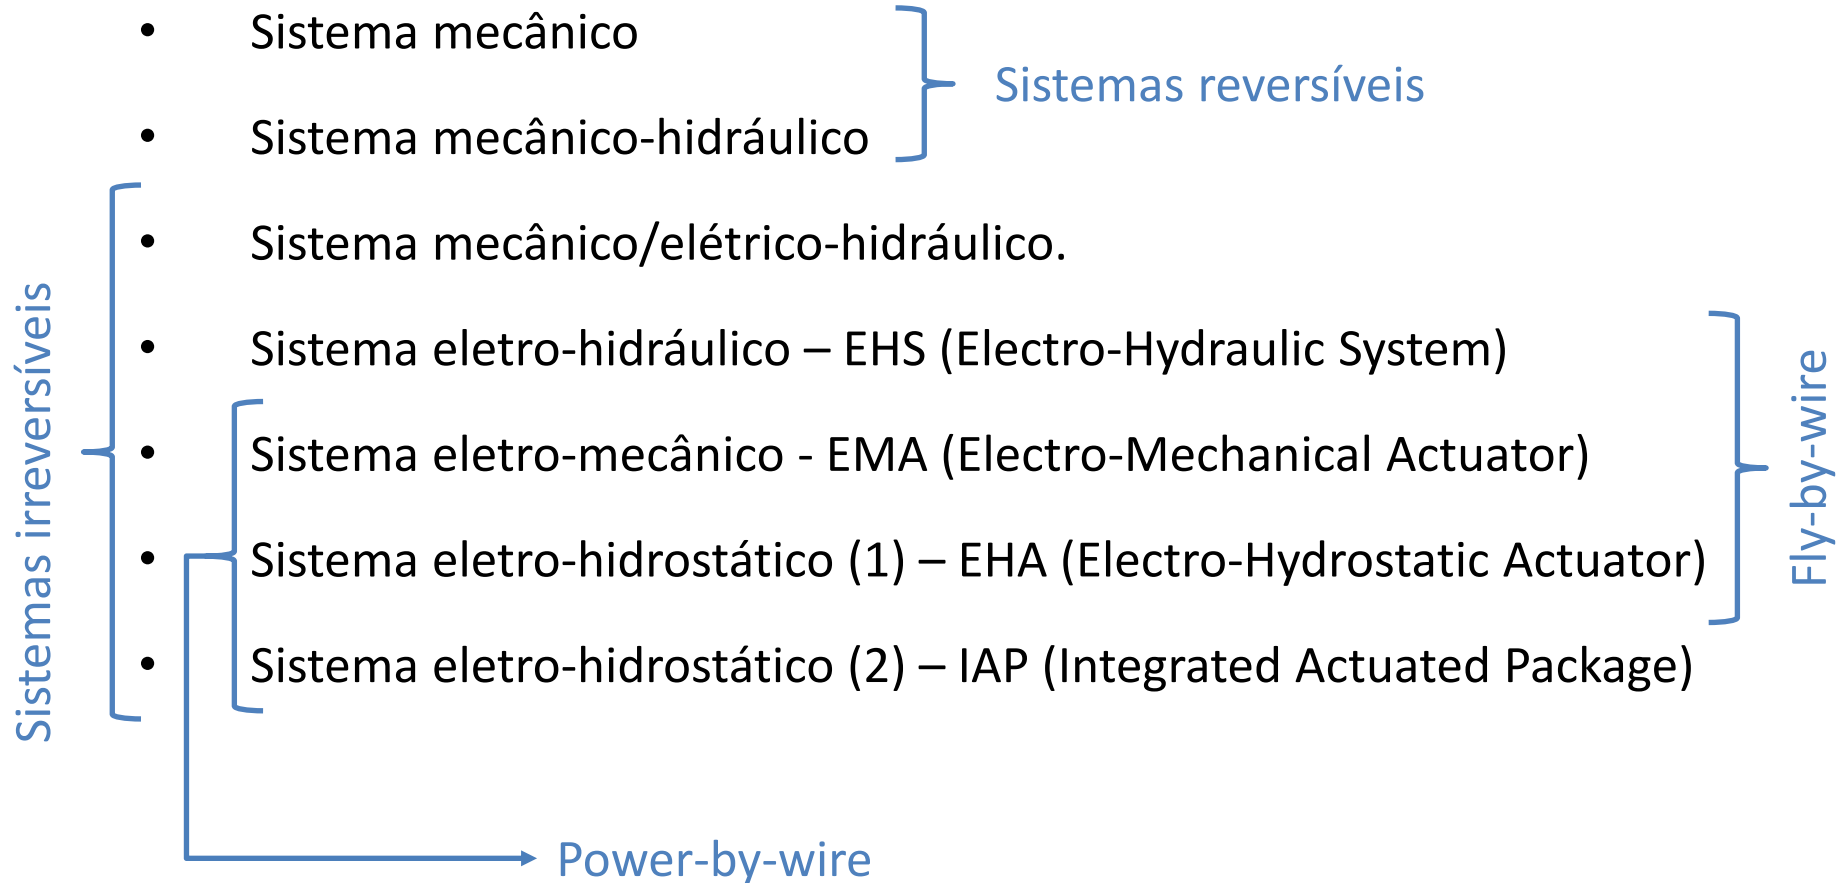 • Sistema mecânico
Sistemas reversíveis
• Sistema mecânico-hidráulico
• Sistema mecânico/elétrico-hidráulico.
• Sistema eletro-hidráulico – EHS (Electro-Hydraulic System)
• Sistema eletro-mecânico - EMA (Electro-Mechanical Actuator)
• Sistema eletro-hidrostático (1) – EHA (Electro-Hydrostatic Actuator)
• Sistema eletro-hidrostático (2) – IAP (Integrated Actuated Package)
Sistemas irreversíveis
Fly-by-wire
Power-by-wire